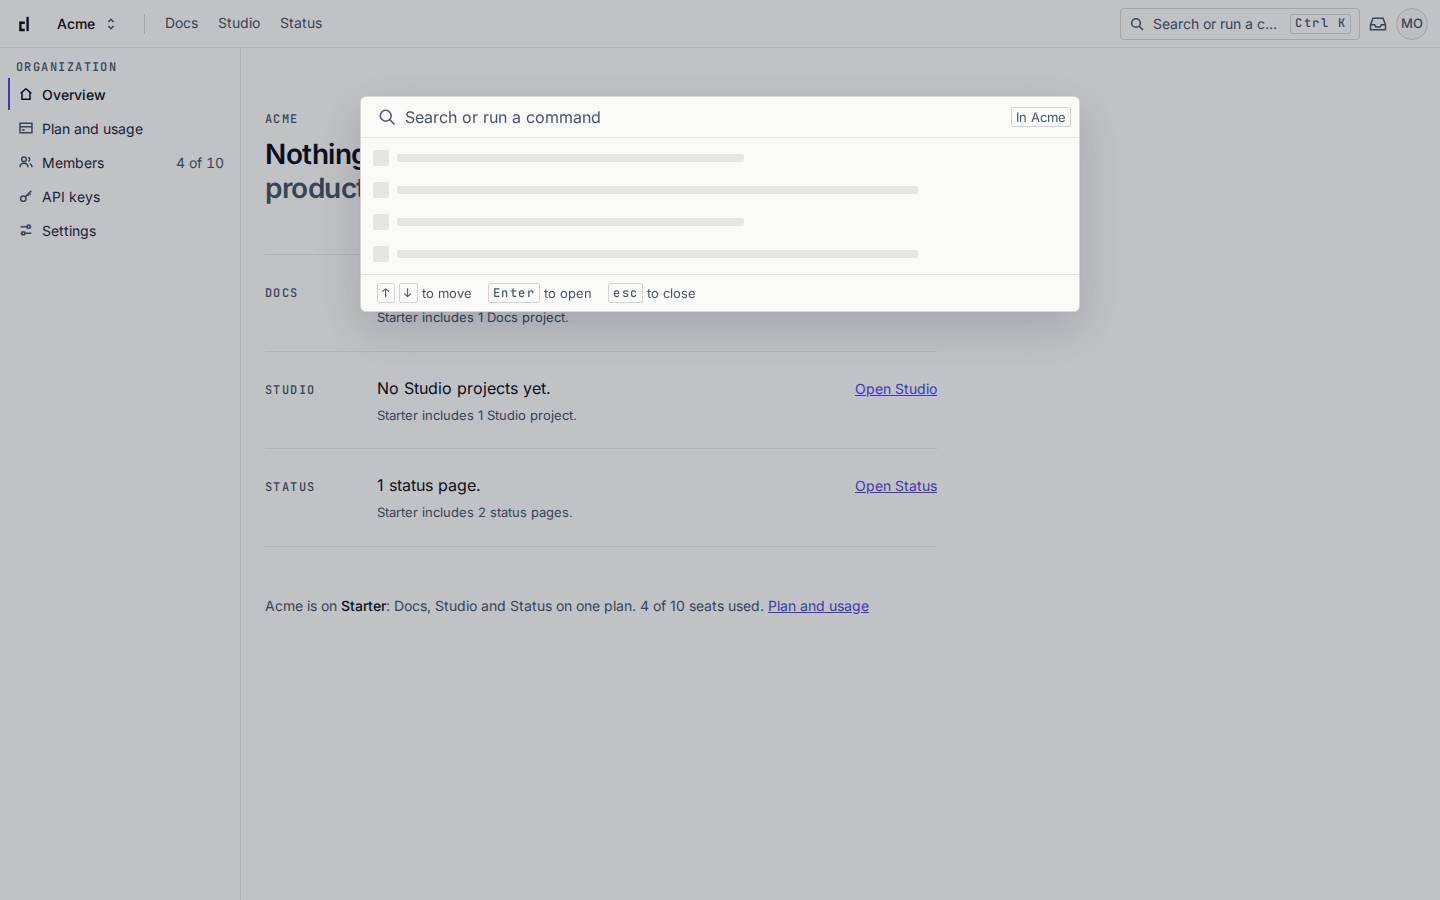 Acme
Docs
Studio
Status
Search or run a c...
Ctrl K
MO
ORGANIZATION
Overview
Plan and usage
Members
4 of 10
API keys
Settings
ACME
Nothing
product
Search or run a command
In Acme
↑ ↓ to move
Enter to open
esc to close
DOCS
Starter includes 1 Docs project.
STUDIO
No Studio projects yet.
Open Studio
Starter includes 1 Studio project.
STATUS
1 status page.
Open Status
Starter includes 2 status pages.
Acme is on Starter: Docs, Studio and Status on one plan. 4 of 10 seats used. Plan and usage